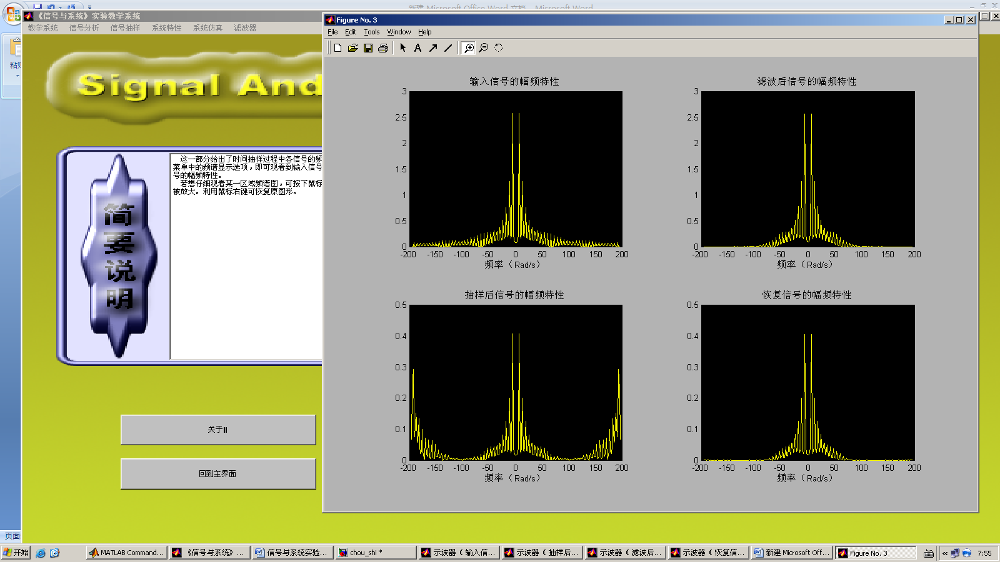 新建 Microsoft Office Word 文档 - Microsoft Word
《信号与系统》实验教学系统
教学系统 信号分析 信号抽样 系统特性 系统仿真 滤波器
粘贴
Signal And
这一部分给出了时间抽样过程中各信号的频
菜单中的频谱显示选项，即可观看到输入信号
号的幅频特性。
若想仔细观看某一区域频谱图，可按下鼠标
被放大。利用鼠标右键可恢复原图形。
简
要
说
明
关于II
回到主界面
页面
Figure No. 3
File Edit Tools Window Help
输入信号的幅频特性
3
2.5
2
1.5
1
0.5
0
-200 -150 -100 -50 0 50 100 150 200
频率（Rad/s）
滤波后信号的幅频特性
3
2.5
2
1.5
1
0.5
0
-200 -150 -100 -50 0 50 100 150 200
频率（Rad/s）
抽样后信号的幅频特性
0.5
0.4
0.3
0.2
0.1
0
-200 -150 -100 -50 0 50 100 150 200
频率（Rad/s）
恢复信号的幅频特性
0.5
0.4
0.3
0.2
0.1
0
-200 -150 -100 -50 0 50 100 150 200
频率（Rad/s）
开始 MATLAB Command... 《信号与系统》... 信号与系统实验... chou_shi * 示波器（输入信... 示波器（抽样后... 示波器（滤波后... 示波器（恢复信... 新建 Microsoft Off... Figure No. 3 7:55